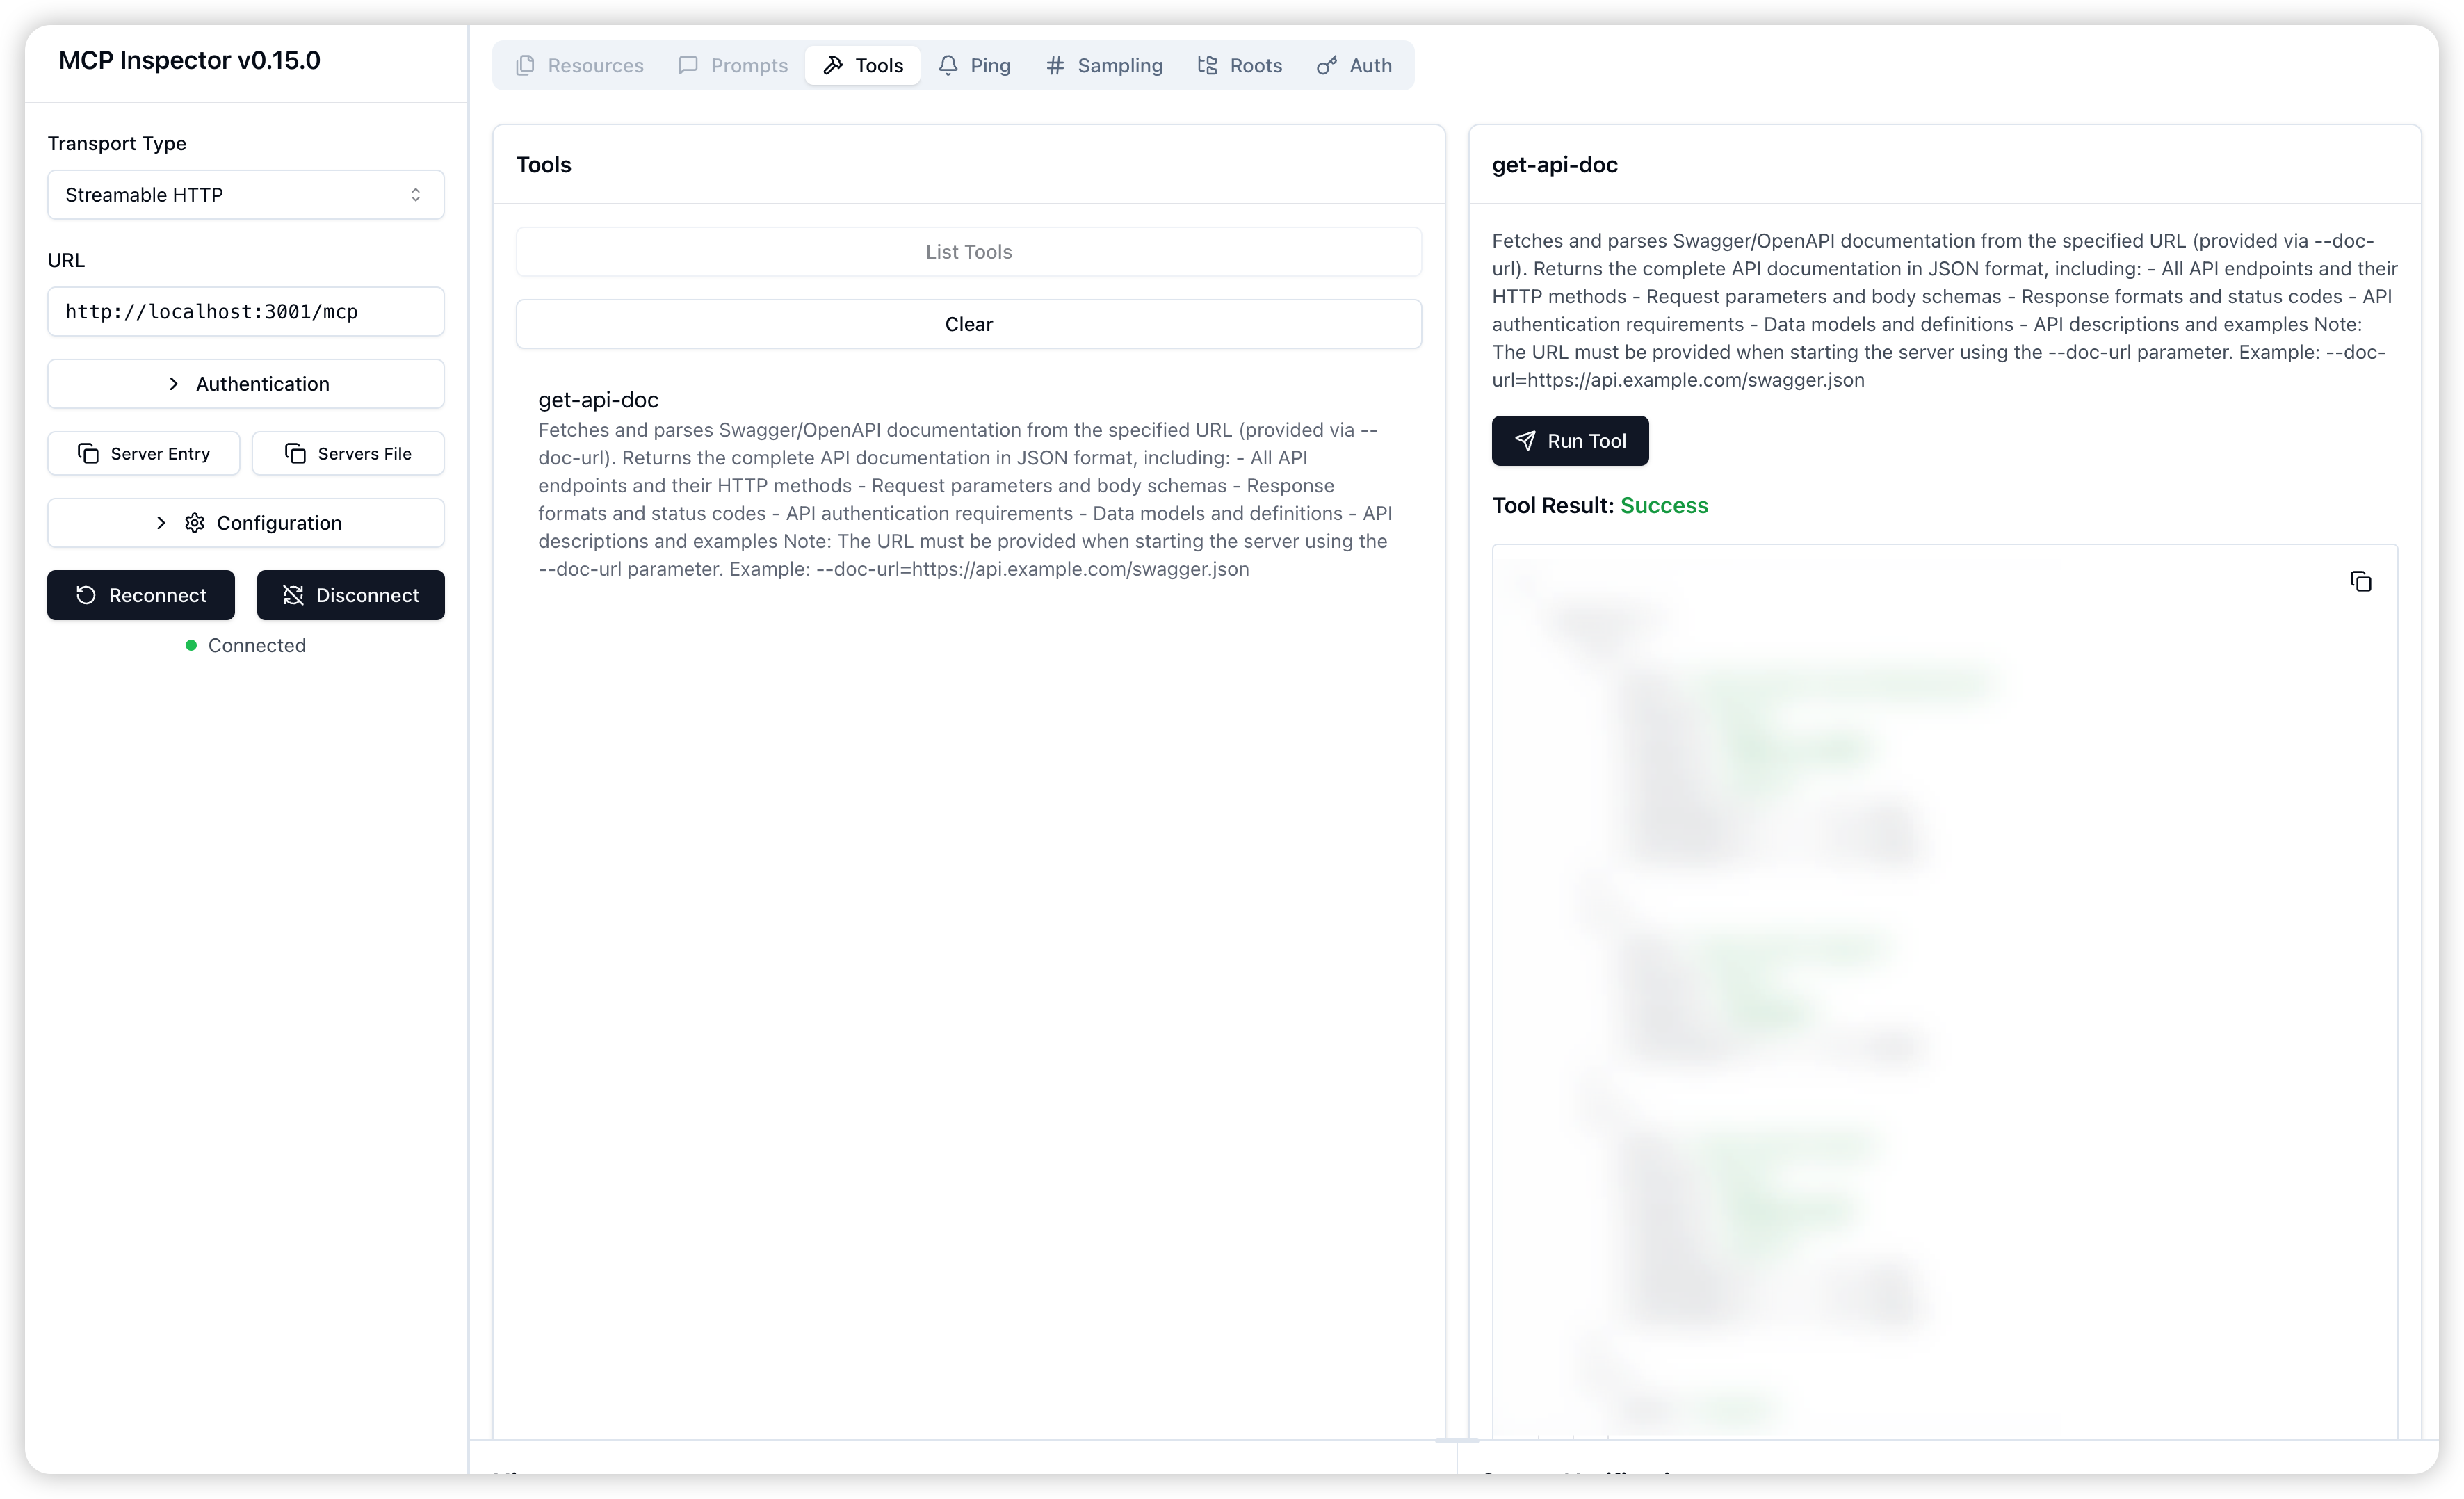 MCP Inspector v0.15.0
Transport Type
Streamable HTTP
URL
http://localhost:3001/mcp
Authentication
Server Entry
Servers File
Configuration
Reconnect
Disconnect
Connected
Resources
Prompts
Tools
Ping
Sampling
Roots
Auth
Tools
List Tools
Clear
get-api-doc
Fetches and parses Swagger/OpenAPI documentation from the specified URL (provided via --
doc-url). Returns the complete API documentation in JSON format, including: - All API
endpoints and their HTTP methods - Request parameters and body schemas - Response
formats and status codes - API authentication requirements - Data models and definitions - API
descriptions and examples Note: The URL must be provided when starting the server using the
--doc-url parameter. Example: --doc-url=https://api.example.com/swagger.json
get-api-doc
Fetches and parses Swagger/OpenAPI documentation from the specified URL (provided via --doc-
url). Returns the complete API documentation in JSON format, including: - All API endpoints and their
HTTP methods - Request parameters and body schemas - Response formats and status codes - API
authentication requirements - Data models and definitions - API descriptions and examples Note:
The URL must be provided when starting the server using the --doc-url parameter. Example: --doc-
url=https://api.example.com/swagger.json
Run Tool
Tool Result: Success